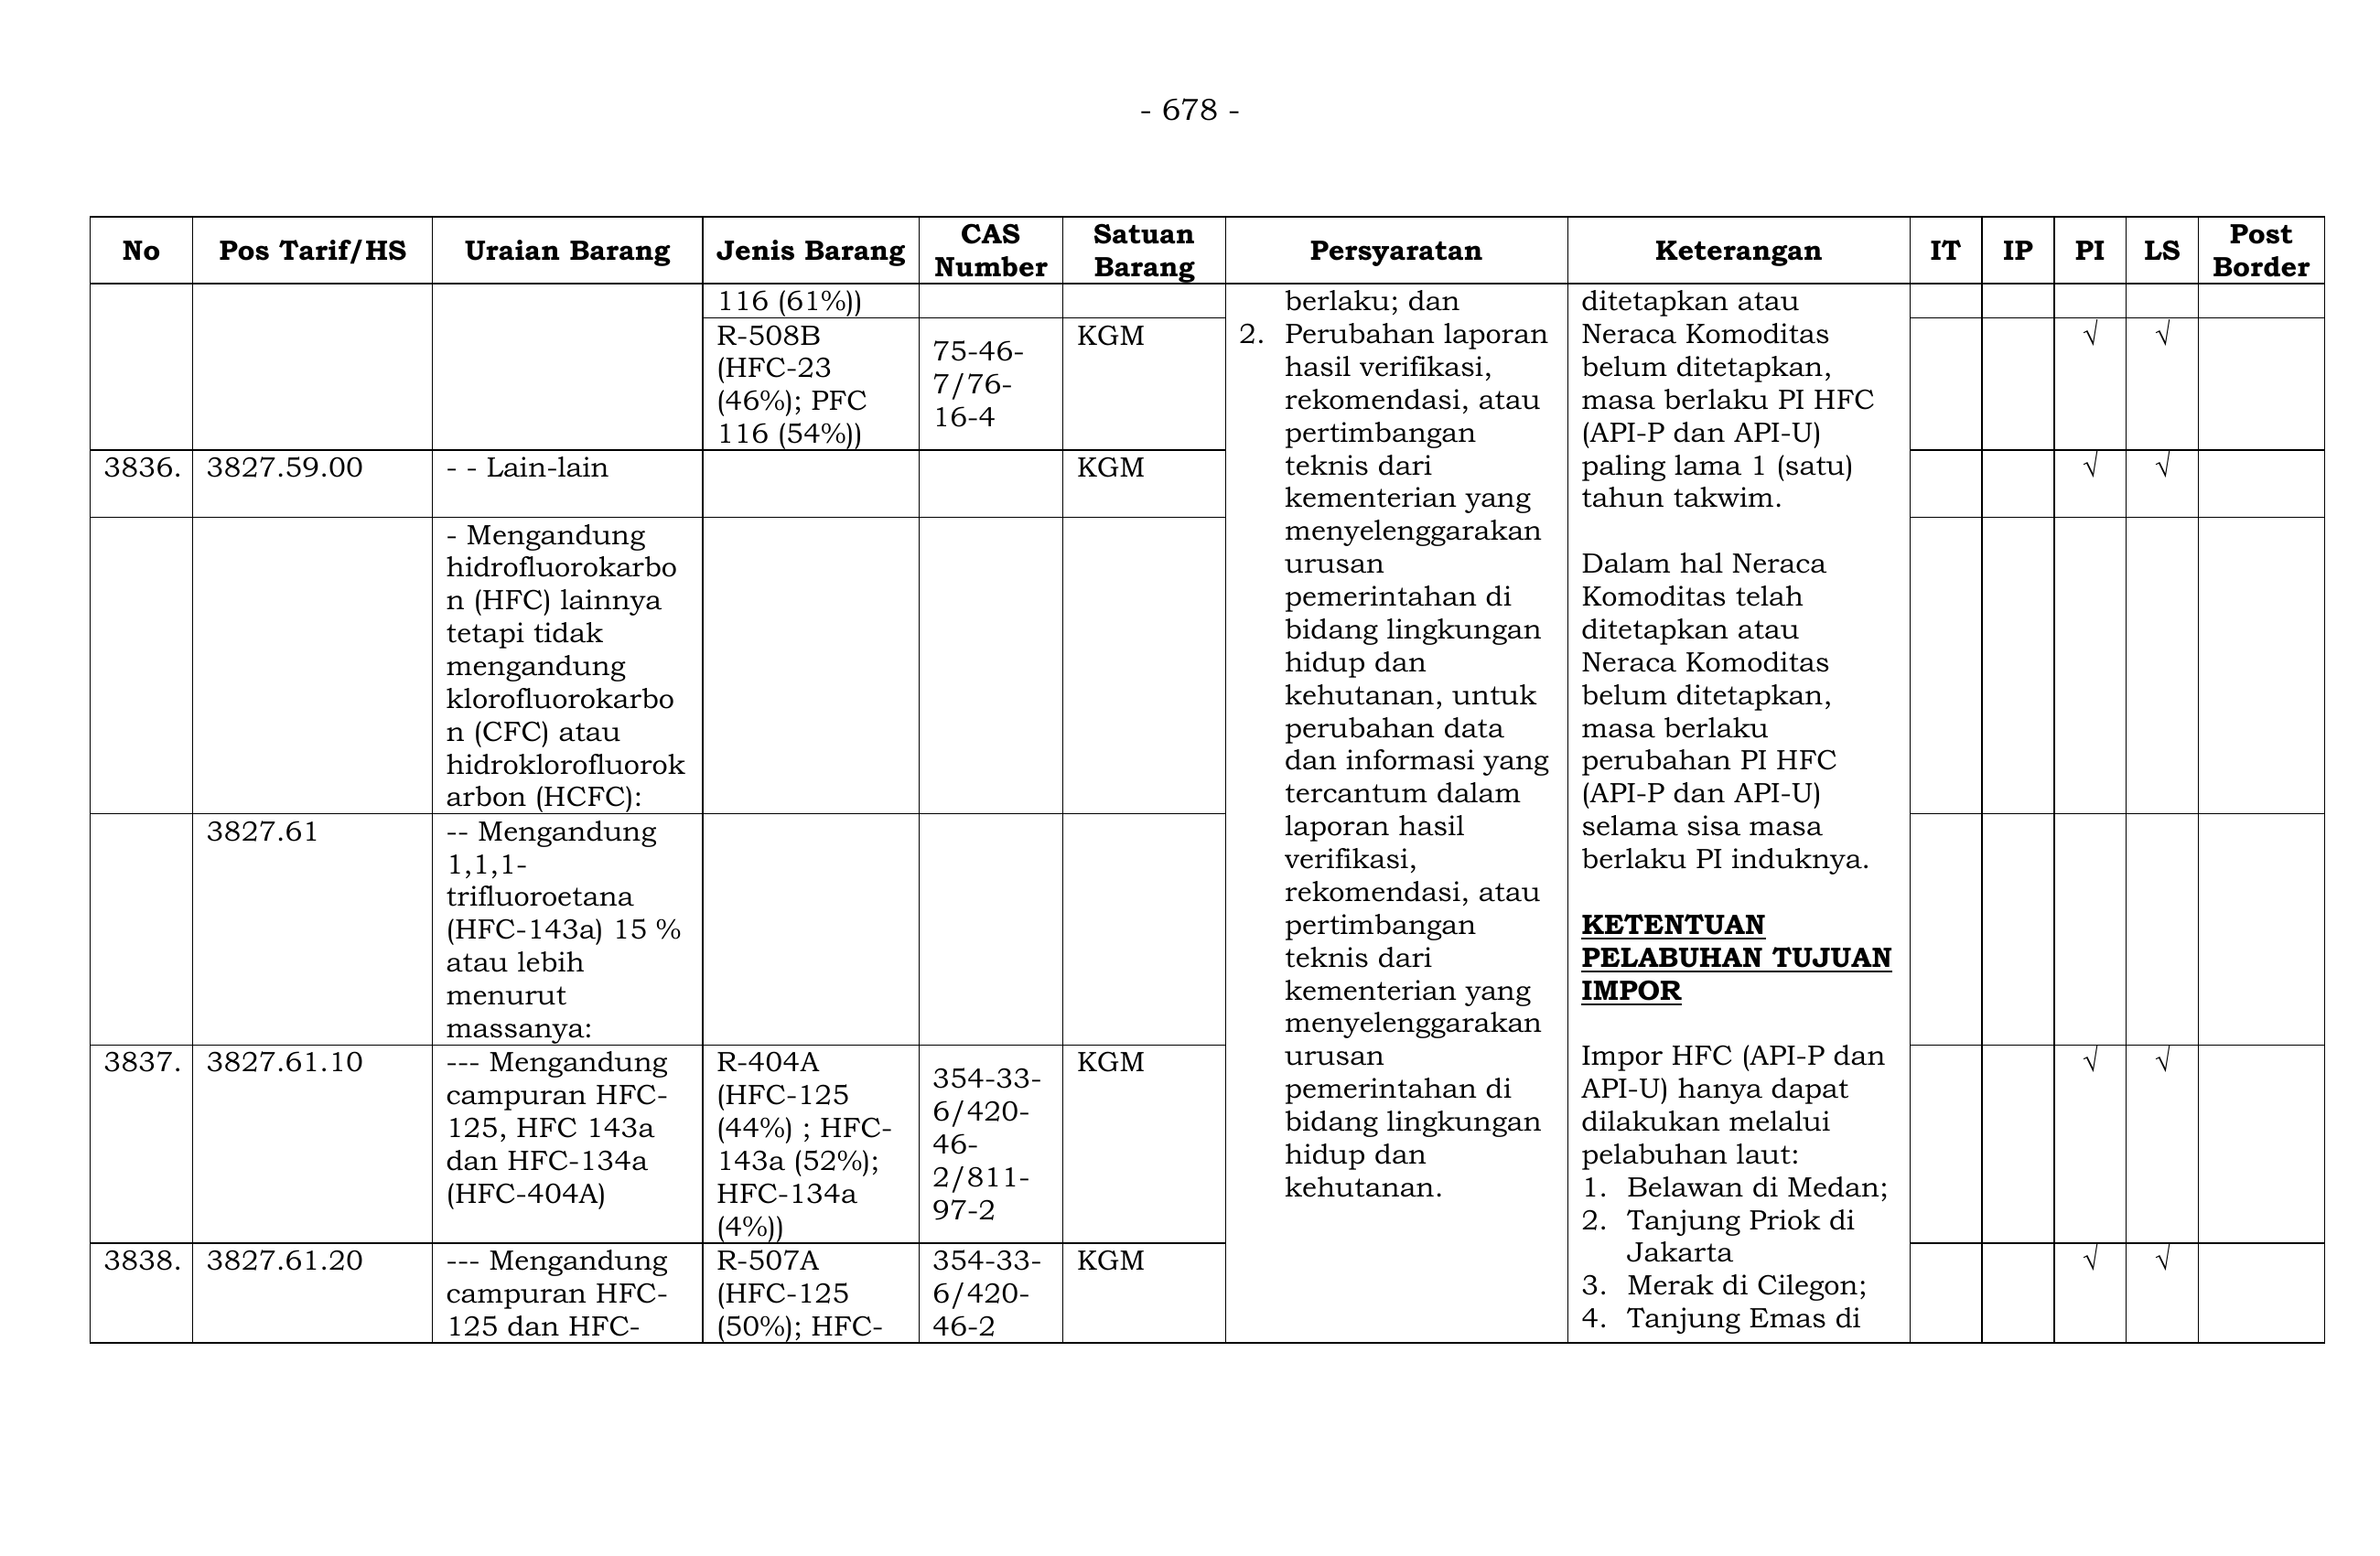 - 678 -
No
Pos Tarif/HS
Uraian Barang
Jenis Barang
CAS
Number
Satuan
Barang
Persyaratan
Keterangan
IT
IP
PI
LS
Post
Border
116 (61%))
R-508B
(HFC-23
(46%); PFC
116 (54%))
75-46-
7/76-
16-4
KGM
√
√
3836.
3827.59.00
- - Lain-lain
KGM
√
√
- Mengandung
hidrofluorokarbo
n (HFC) lainnya
tetapi tidak
mengandung
klorofluorokarbo
n (CFC) atau
hidroklorofluorok
arbon (HCFC):
3827.61
-- Mengandung
1,1,1-
trifluoroetana
(HFC-143a) 15 %
atau lebih
menurut
massanya:
3837.
3827.61.10
--- Mengandung
campuran HFC-
125, HFC 143a
dan HFC-134a
(HFC-404A)
R-404A
(HFC-125
(44%) ; HFC-
143a (52%);
HFC-134a
(4%))
354-33-
6/420-
46-
2/811-
97-2
KGM
√
√
3838.
3827.61.20
--- Mengandung
campuran HFC-
125 dan HFC-
R-507A
(HFC-125
(50%); HFC-
354-33-
6/420-
46-2
KGM
√
√
berlaku; dan
2. Perubahan laporan
hasil verifikasi,
rekomendasi, atau
pertimbangan
teknis dari
kementerian yang
menyelenggarakan
urusan
pemerintahan di
bidang lingkungan
hidup dan
kehutanan, untuk
perubahan data
dan informasi yang
tercantum dalam
laporan hasil
verifikasi,
rekomendasi, atau
pertimbangan
teknis dari
kementerian yang
menyelenggarakan
urusan
pemerintahan di
bidang lingkungan
hidup dan
kehutanan.
ditetapkan atau
Neraca Komoditas
belum ditetapkan,
masa berlaku PI HFC
(API-P dan API-U)
paling lama 1 (satu)
tahun takwim.
Dalam hal Neraca
Komoditas telah
ditetapkan atau
Neraca Komoditas
belum ditetapkan,
masa berlaku
perubahan PI HFC
(API-P dan API-U)
selama sisa masa
berlaku PI induknya.
KETENTUAN
PELABUHAN TUJUAN
IMPOR
Impor HFC (API-P dan
API-U) hanya dapat
dilakukan melalui
pelabuhan laut:
1. Belawan di Medan;
2. Tanjung Priok di
Jakarta
3. Merak di Cilegon;
4. Tanjung Emas di